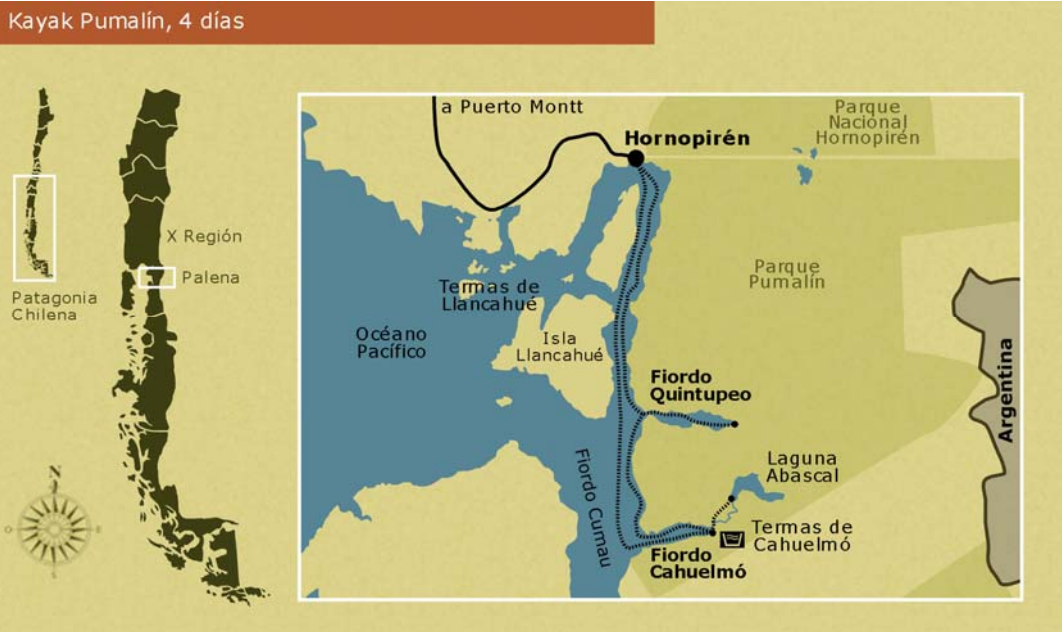 Kayak Pumalín, 4 días
a Puerto Montt
Hornopirén
Parque
Nacional
Hornopirén
X Región
Palena
Patagonia
Chilena
Parque
Pumalín
Termas de
Llancahué
Océano
Pacífico
Isla
Llancahué
Fiordo
Quintupeo
Argentina
Fiordo Cumau
Laguna
Abascal
Termas de
Cahuelmó
Fiordo
Cahuelmó
N